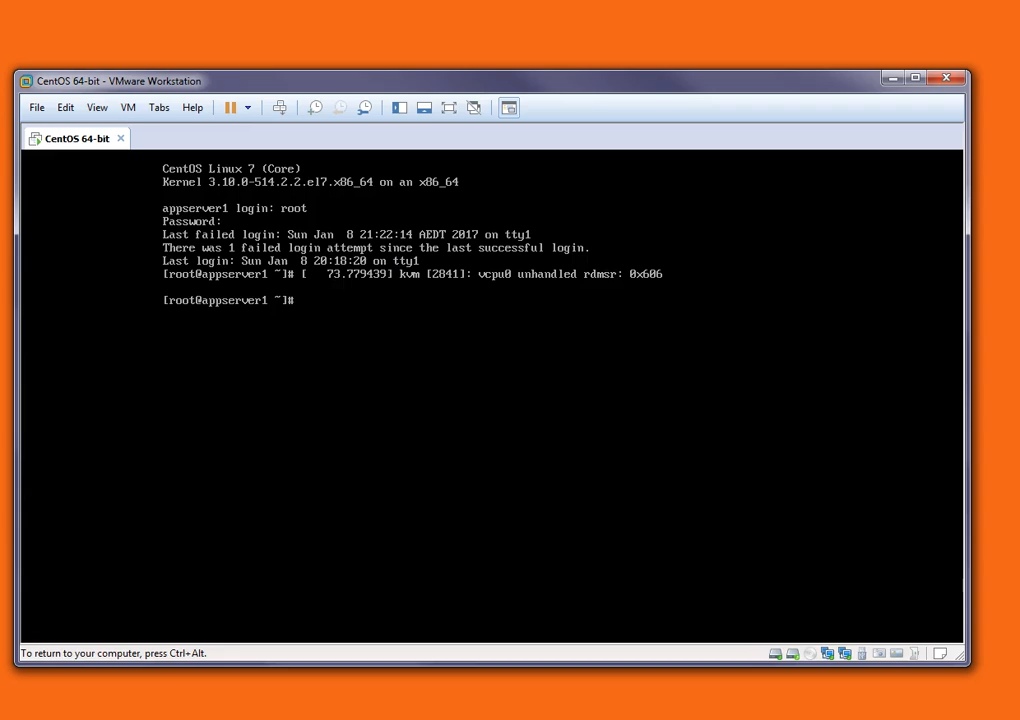 CentOS 64-bit - VMware Workstation
File Edit View VM Tabs Help
CentOS 64-bit
CentOS Linux 7 (Core)
Kernel 3.10.0-514.2.2.el7.x86_64 on an x86_64
appserver1 login: root
Password:
Last failed login: Sun Jan  8 21:22:14 AEDT 2017 on tty1
There was 1 failed login attempt since the last successful login.
Last login: Sun Jan  8 20:18:20 on tty1
[root@appserver1 ~]# [   73.779439] kvm [2841]: vcpu0 unhandled rdmsr: 0x606
[root@appserver1 ~]#
To return to your computer, press Ctrl+Alt.